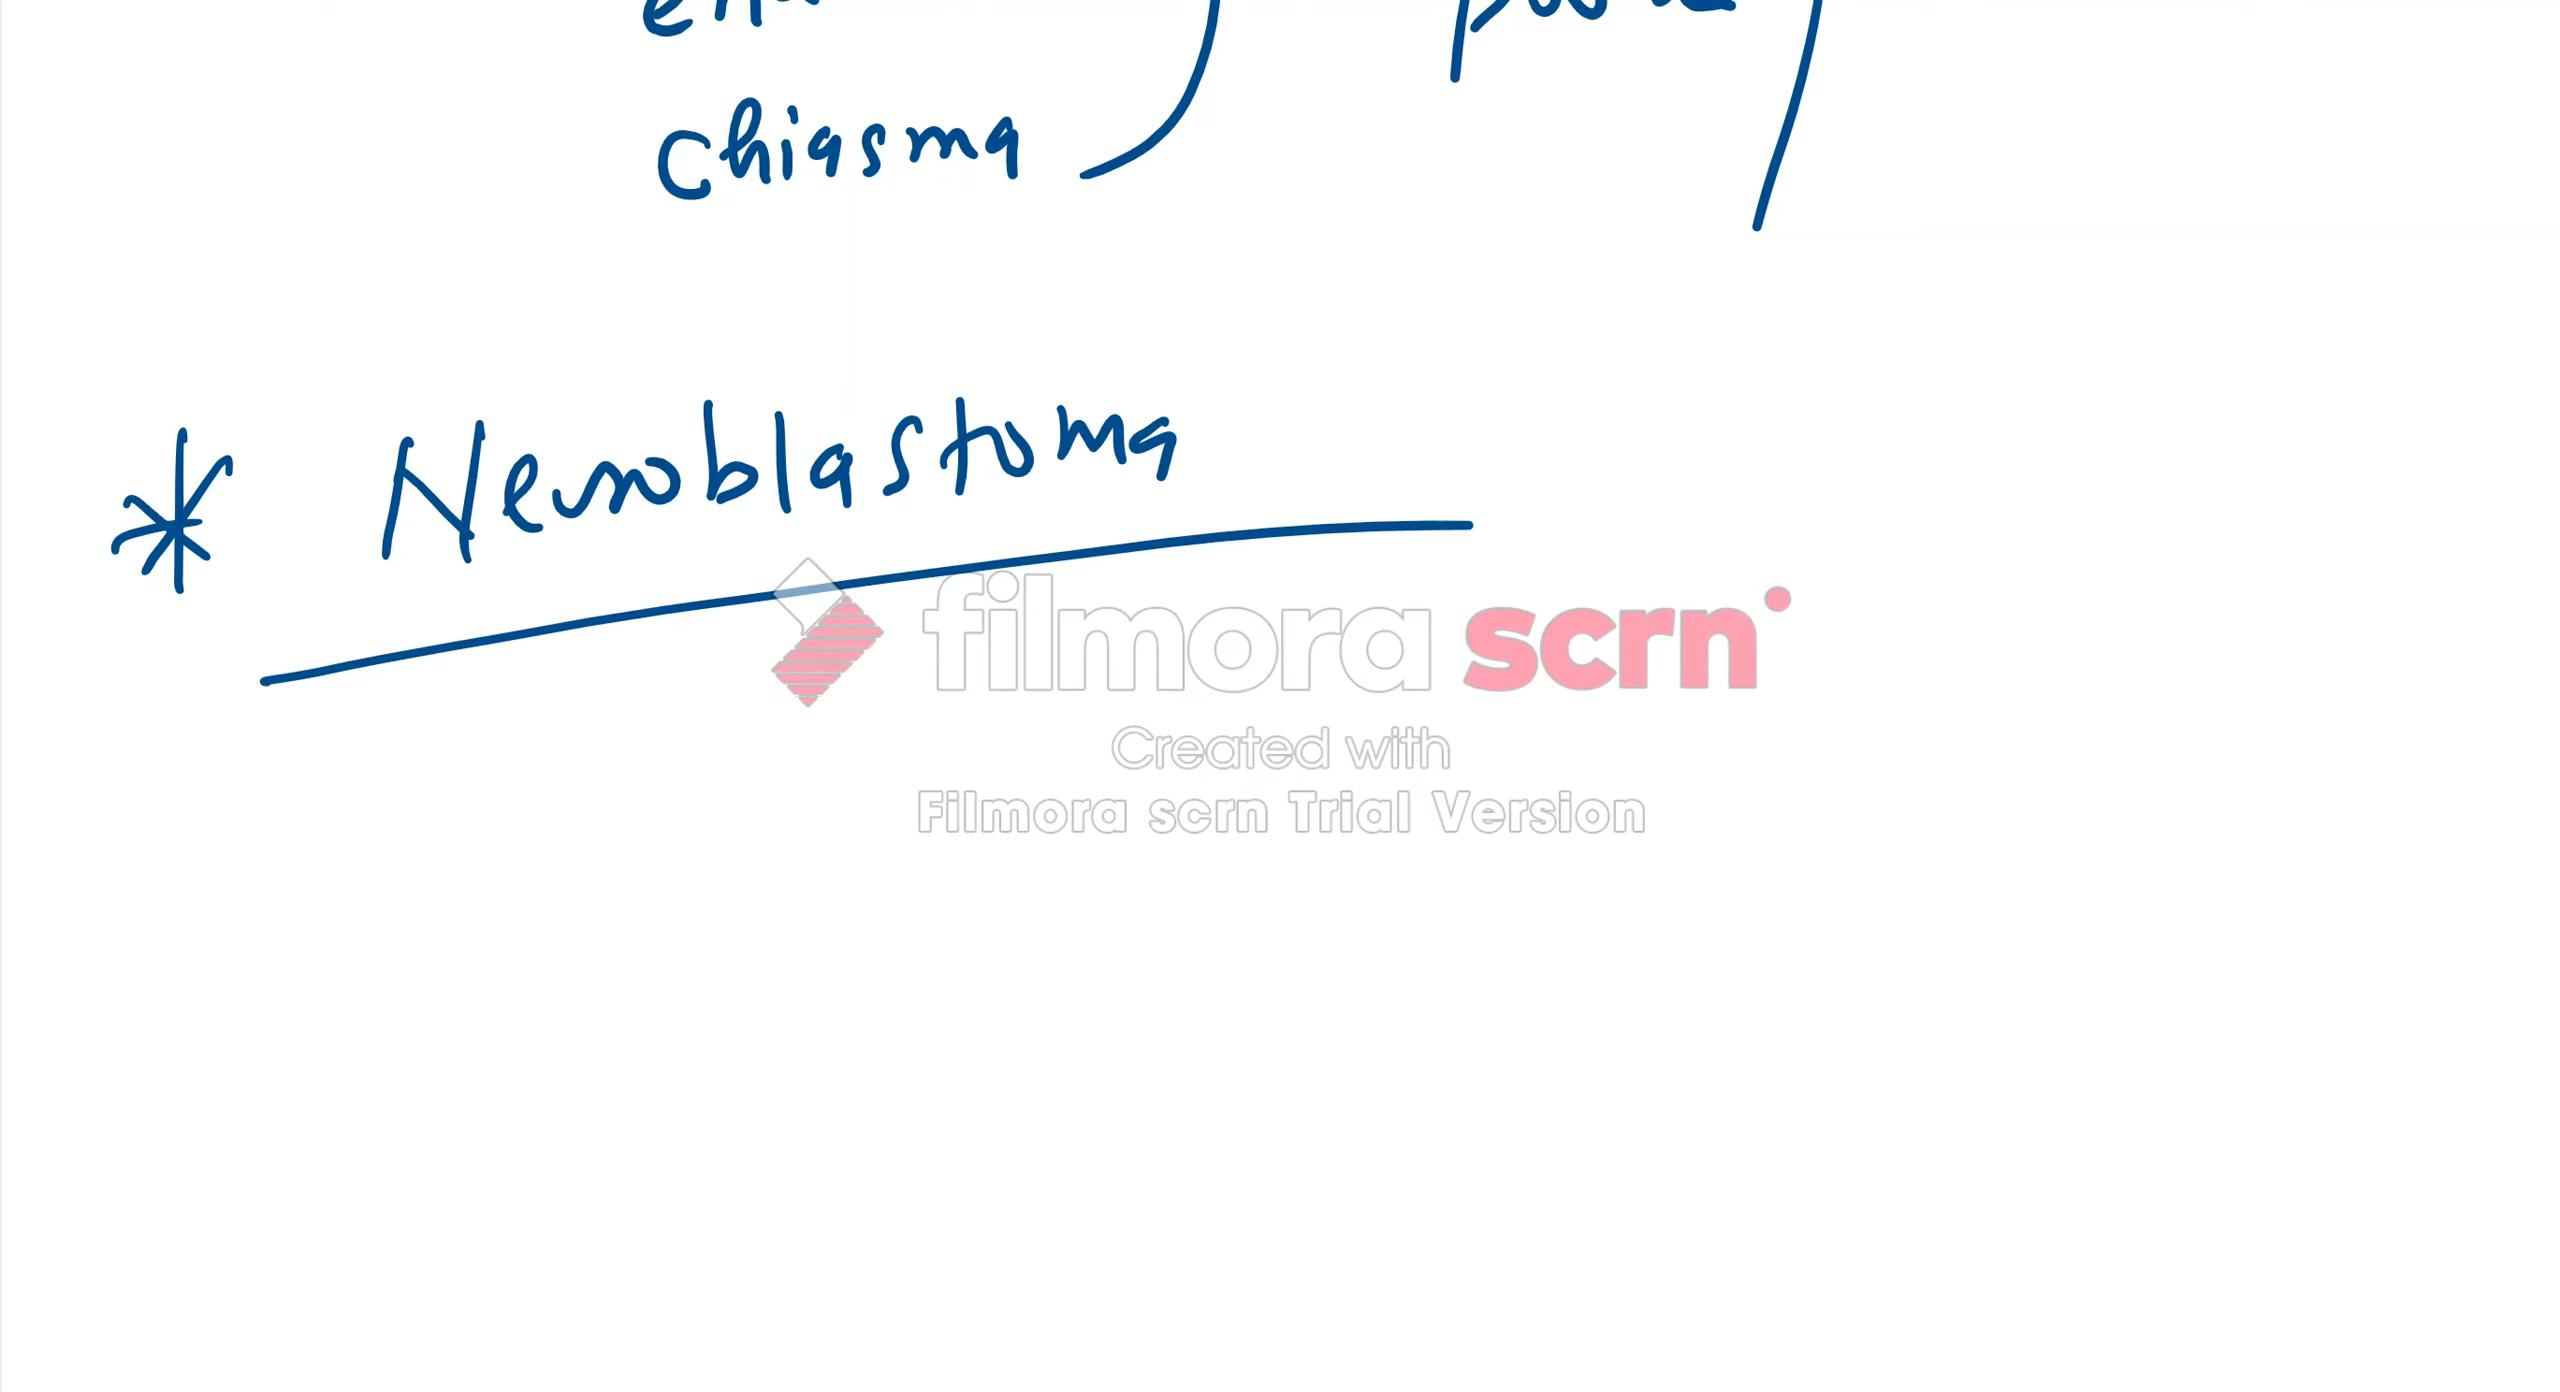 Chiasma
* Neuroblastoma
filmora scrn
Created with
Filmora scrn Trial Version